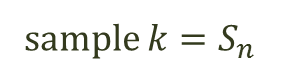 sample k = Sₙ